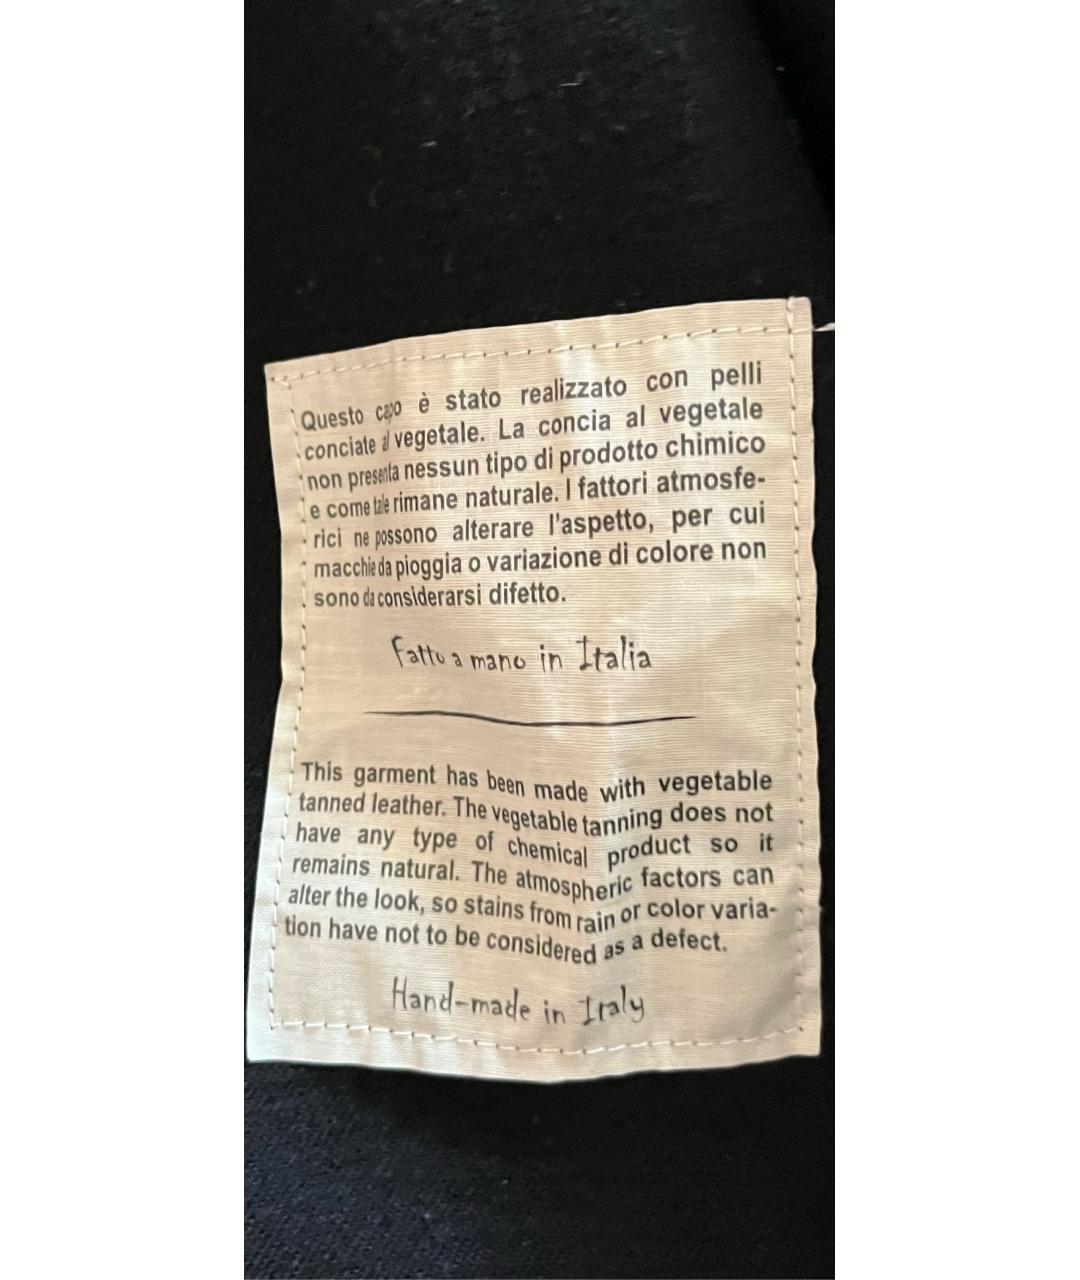 Questo capo è stato realizzato con pelli
conciate al vegetale. La concia al vegetale
non presenta nessun tipo di prodotto chimico
e come tale rimane naturale. I fattori atmosfe-
rici ne possono alterare l'aspetto, per cui
macchie da pioggia o variazione di colore non
sono da considerarsi difetto.
Fatto a mano in Italia
This garment has been made with vegetable
tanned leather. The vegetable tanning does not
have any type of chemical product so it
remains natural. The atmospheric factors can
alter the look, so stains from rain or color varia-
tion have not to be considered as a defect.
Hand-made in Italy